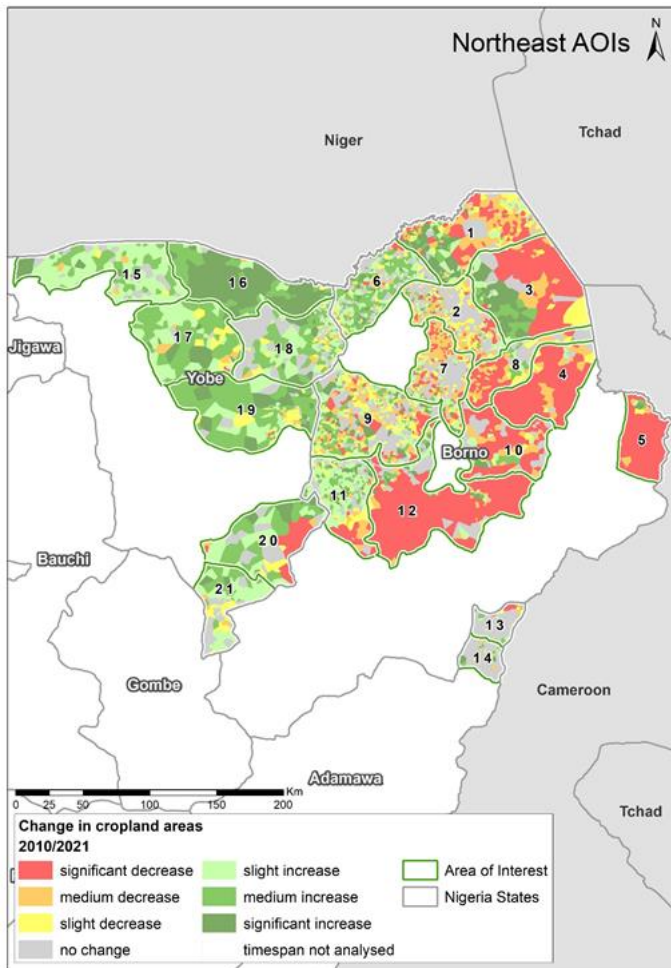 Northeast AOIs
N
Niger
Tchad
1
15
16
6
3
2
17
18
8
4
Jigawa
7
Yobe
19
9
5
Borno
10
11
12
20
Bauchi
21
13
14
Gombe
Cameroon
Adamawa
Tchad
Km
0 25 50 100 150 200
Change in cropland areas
2010/2021
significant decrease
medium decrease
slight decrease
no change
slight increase
medium increase
significant increase
timespan not analysed
Area of Interest
Nigeria States